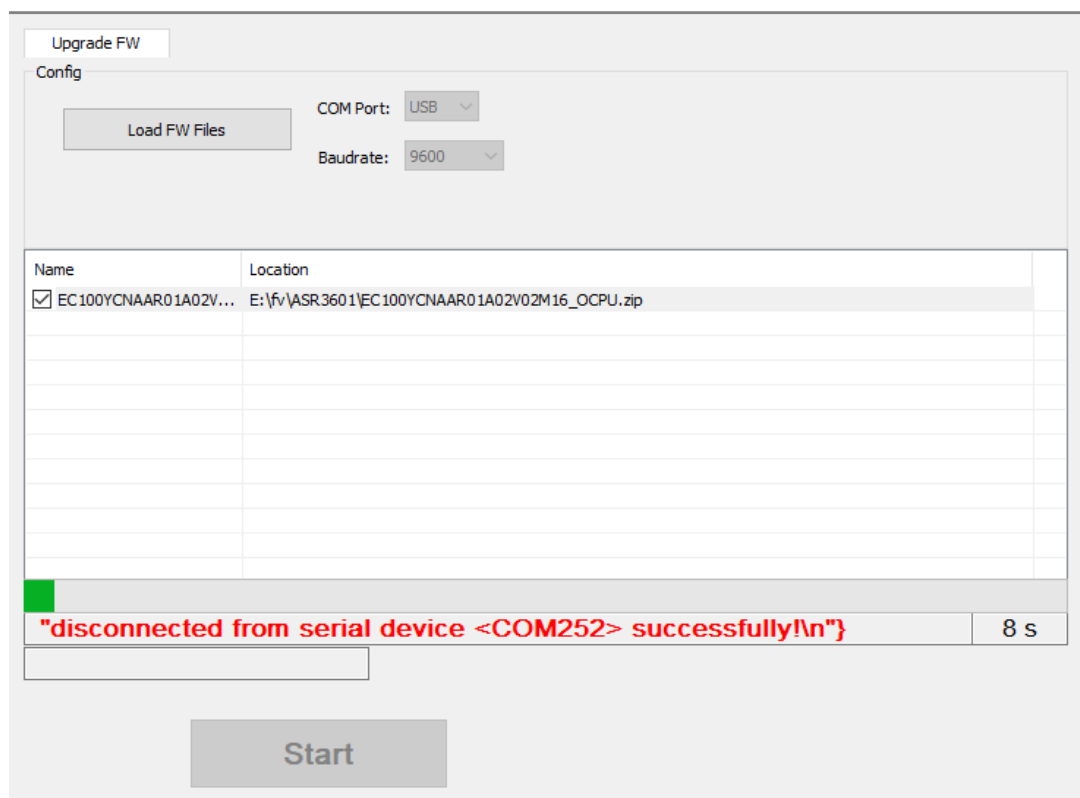 Upgrade FW
Config
Load FW Files
COM Port: USB
Baudrate: 9600
Name Location
EC100YCNAAR01A02V... E:\fv\ASR3601\EC100YCNAAR01A02V02M16_OCPU.zip
"disconnected from serial device <COM252> successfully!\n"} 8 s
Start